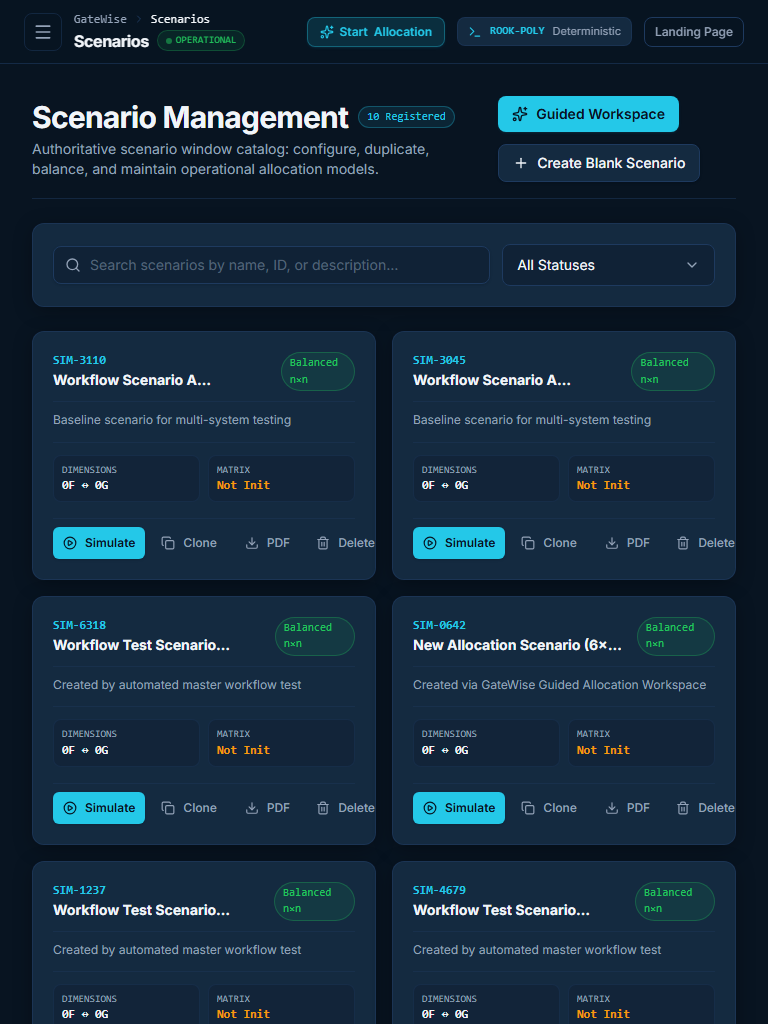 GateWise > Scenarios
Scenarios OPERATIONAL
Start Allocation
ROOK-POLY Deterministic
Landing Page
Scenario Management 10 Registered
Authoritative scenario window catalog: configure, duplicate,
balance, and maintain operational allocation models.
Guided Workspace
Create Blank Scenario
Search scenarios by name, ID, or description...
All Statuses
SIM-3110
Workflow Scenario A...
Balanced
n×n
Baseline scenario for multi-system testing
DIMENSIONS
0F ↔ 0G
MATRIX
Not Init
Simulate Clone PDF Delete
SIM-3045
Workflow Scenario A...
Balanced
n×n
Baseline scenario for multi-system testing
DIMENSIONS
0F ↔ 0G
MATRIX
Not Init
Simulate Clone PDF Delete
SIM-6318
Workflow Test Scenario...
Balanced
n×n
Created by automated master workflow test
DIMENSIONS
0F ↔ 0G
MATRIX
Not Init
Simulate Clone PDF Delete
SIM-0642
New Allocation Scenario (6×...
Balanced
n×n
Created via GateWise Guided Allocation Workspace
DIMENSIONS
0F ↔ 0G
MATRIX
Not Init
Simulate Clone PDF Delete
SIM-1237
Workflow Test Scenario...
Balanced
n×n
Created by automated master workflow test
DIMENSIONS
0F ↔ 0G
MATRIX
Not Init
SIM-4679
Workflow Test Scenario...
Balanced
n×n
Created by automated master workflow test
DIMENSIONS
0F ↔ 0G
MATRIX
Not Init